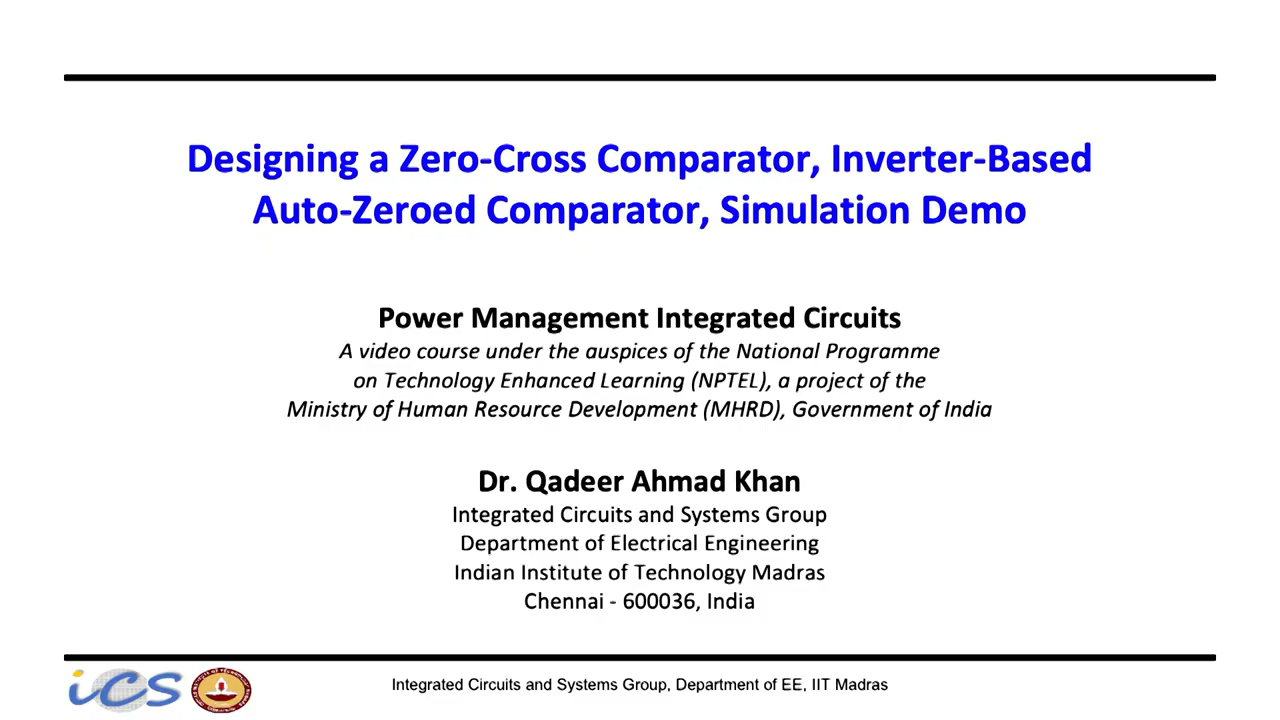 Designing a Zero-Cross Comparator, Inverter-Based
Auto-Zeroed Comparator, Simulation Demo
Power Management Integrated Circuits
A video course under the auspices of the National Programme
on Technology Enhanced Learning (NPTEL), a project of the
Ministry of Human Resource Development (MHRD), Government of India
Dr. Qadeer Ahmad Khan
Integrated Circuits and Systems Group
Department of Electrical Engineering
Indian Institute of Technology Madras
Chennai - 600036, India
ics
Integrated Circuits and Systems Group, Department of EE, IIT Madras